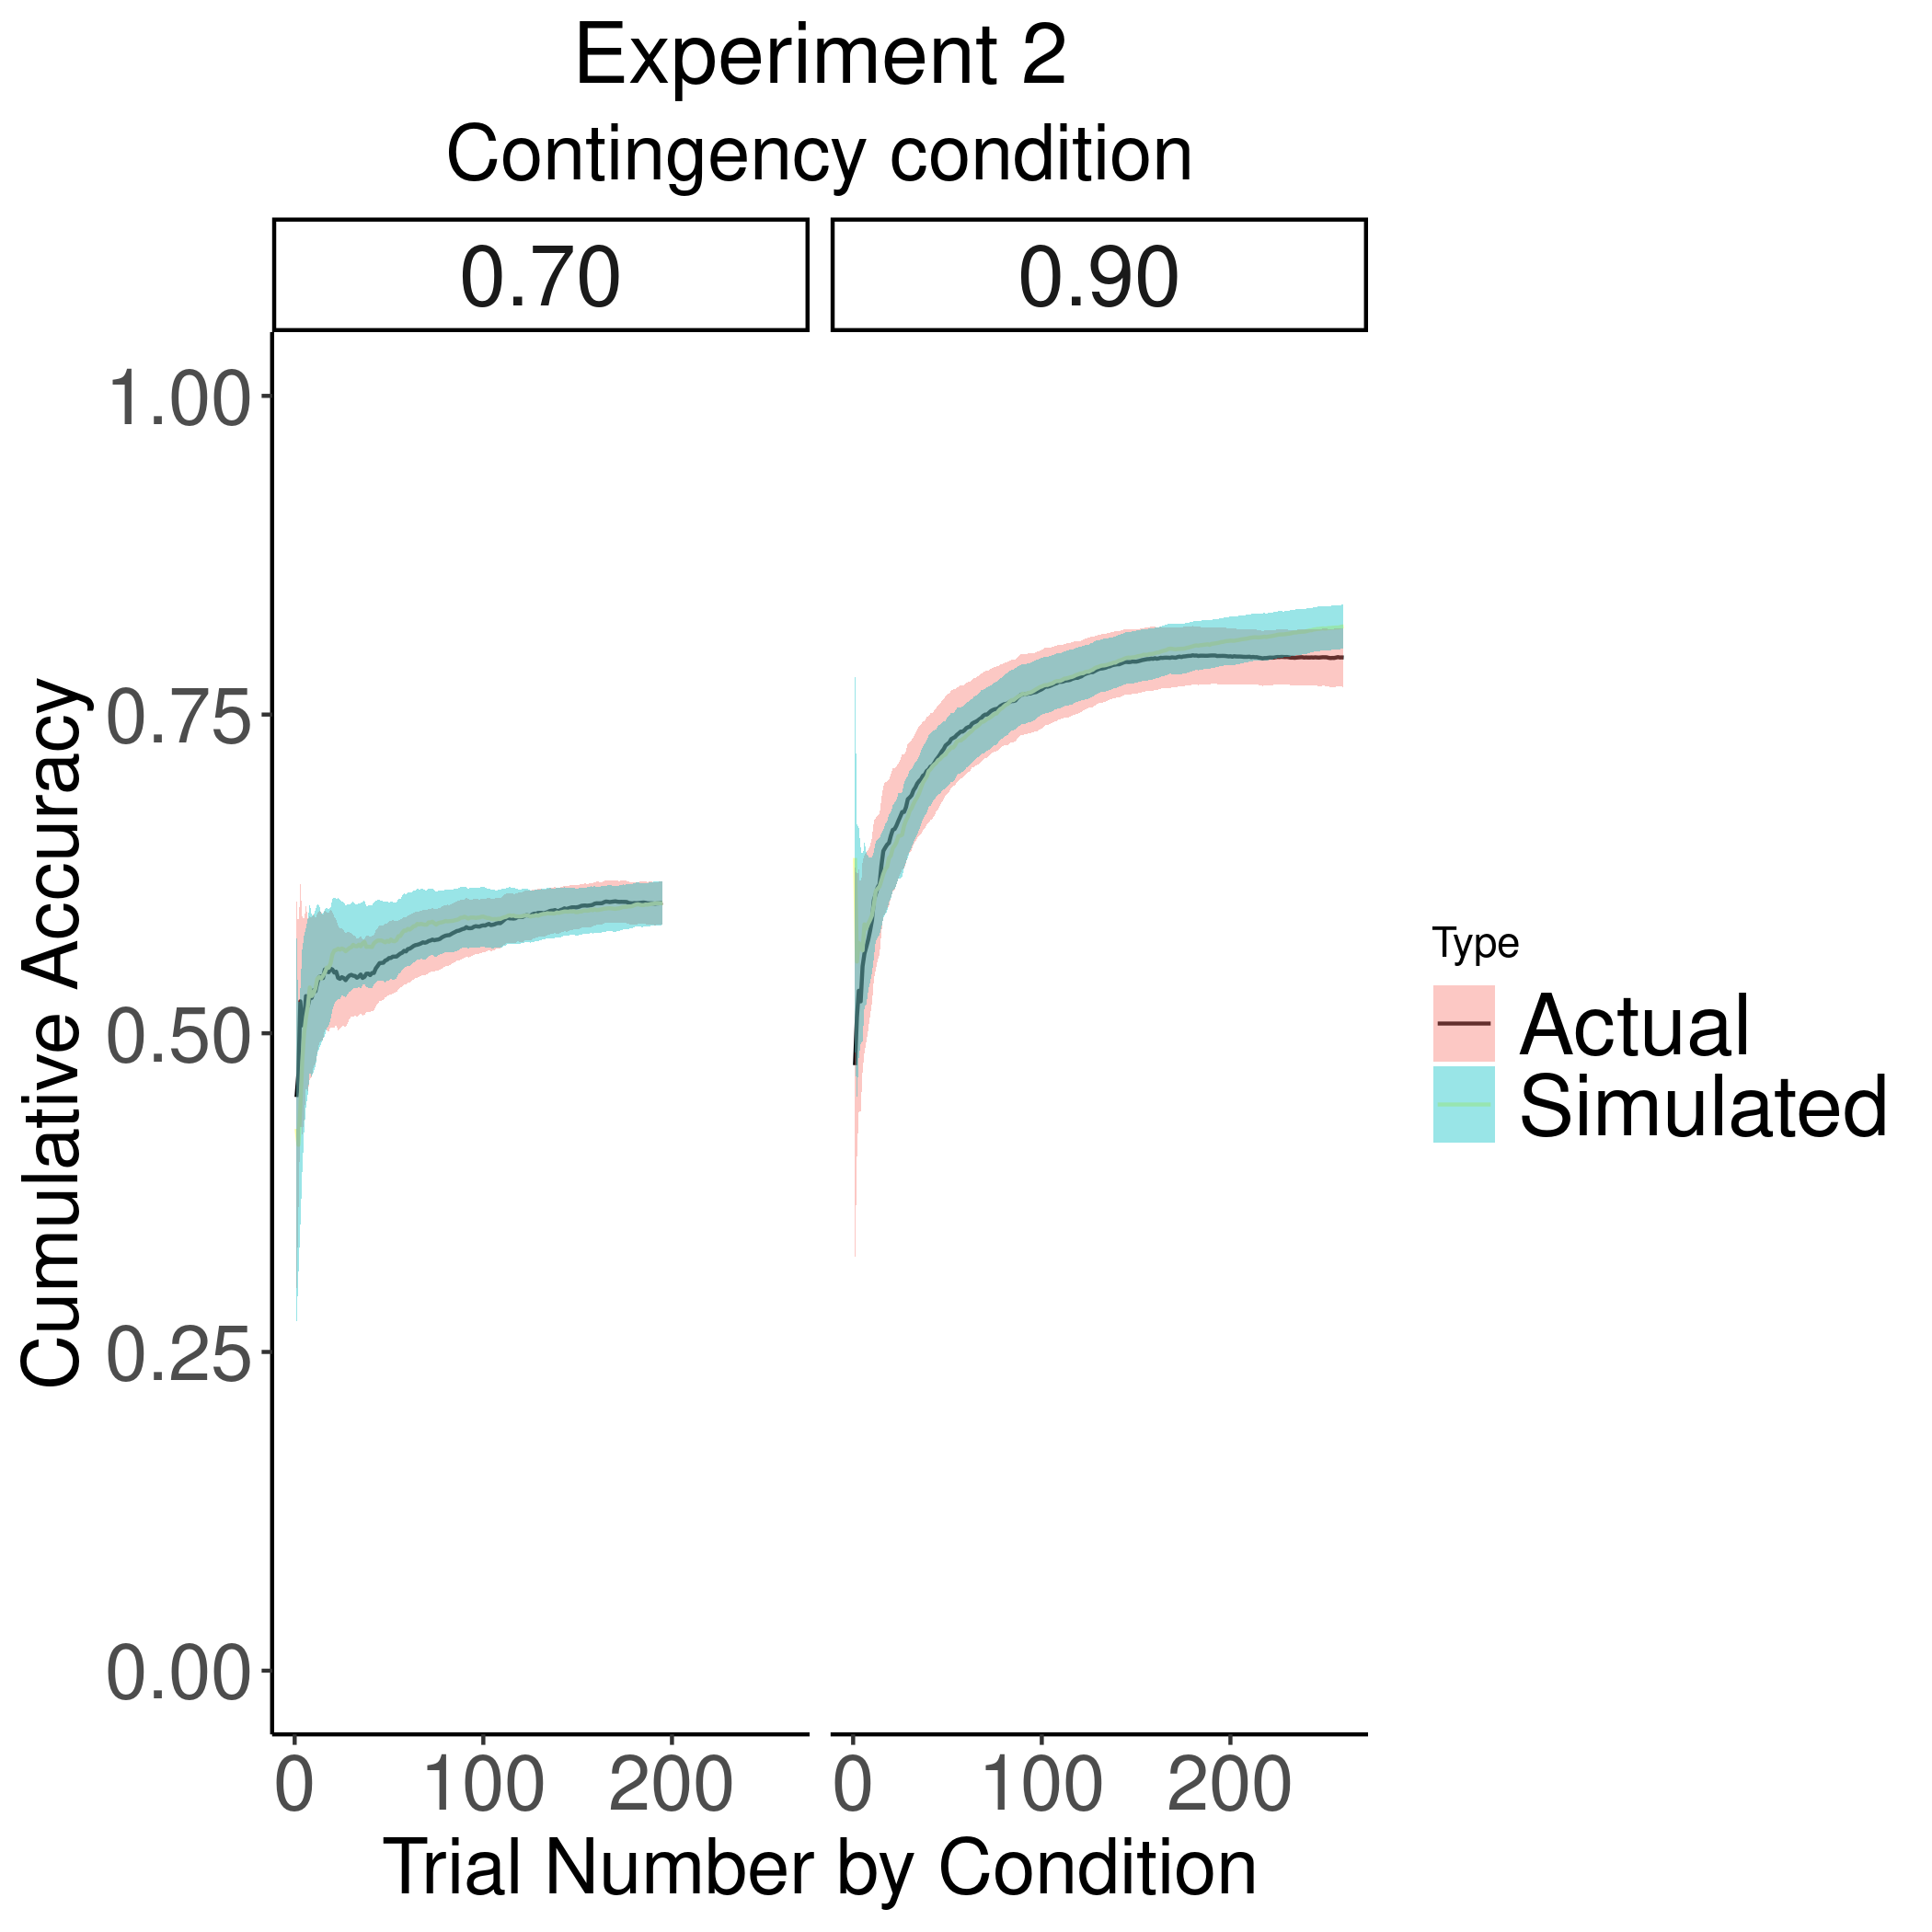 Experiment 2
Contingency condition
0.70
0.90
1.00
0.75
0.50
0.25
0.00
Cumulative Accuracy
0 100 200
0 100 200
Trial Number by Condition
Type
Actual
Simulated